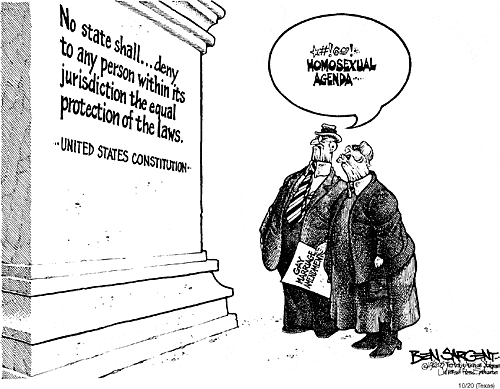 No state shall...deny
to any person within its
jurisdiction the equal
protection of the laws.
--UNITED STATES CONSTITUTION--
*#!@@!*
HOMOSEXUAL
AGENDA--
GAY
MARRIAGE
AMENDMENT
BEN SARGENT
10/20 (Texas)